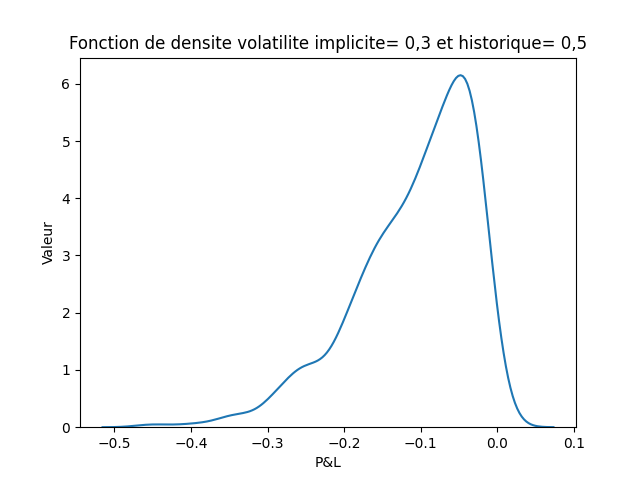 Fonction de densite volatilite implicite= 0,3 et historique= 0,5
6
5
4
3
2
1
0
Valeur
−0.5 −0.4 −0.3 −0.2 −0.1 0.0 0.1
P&L